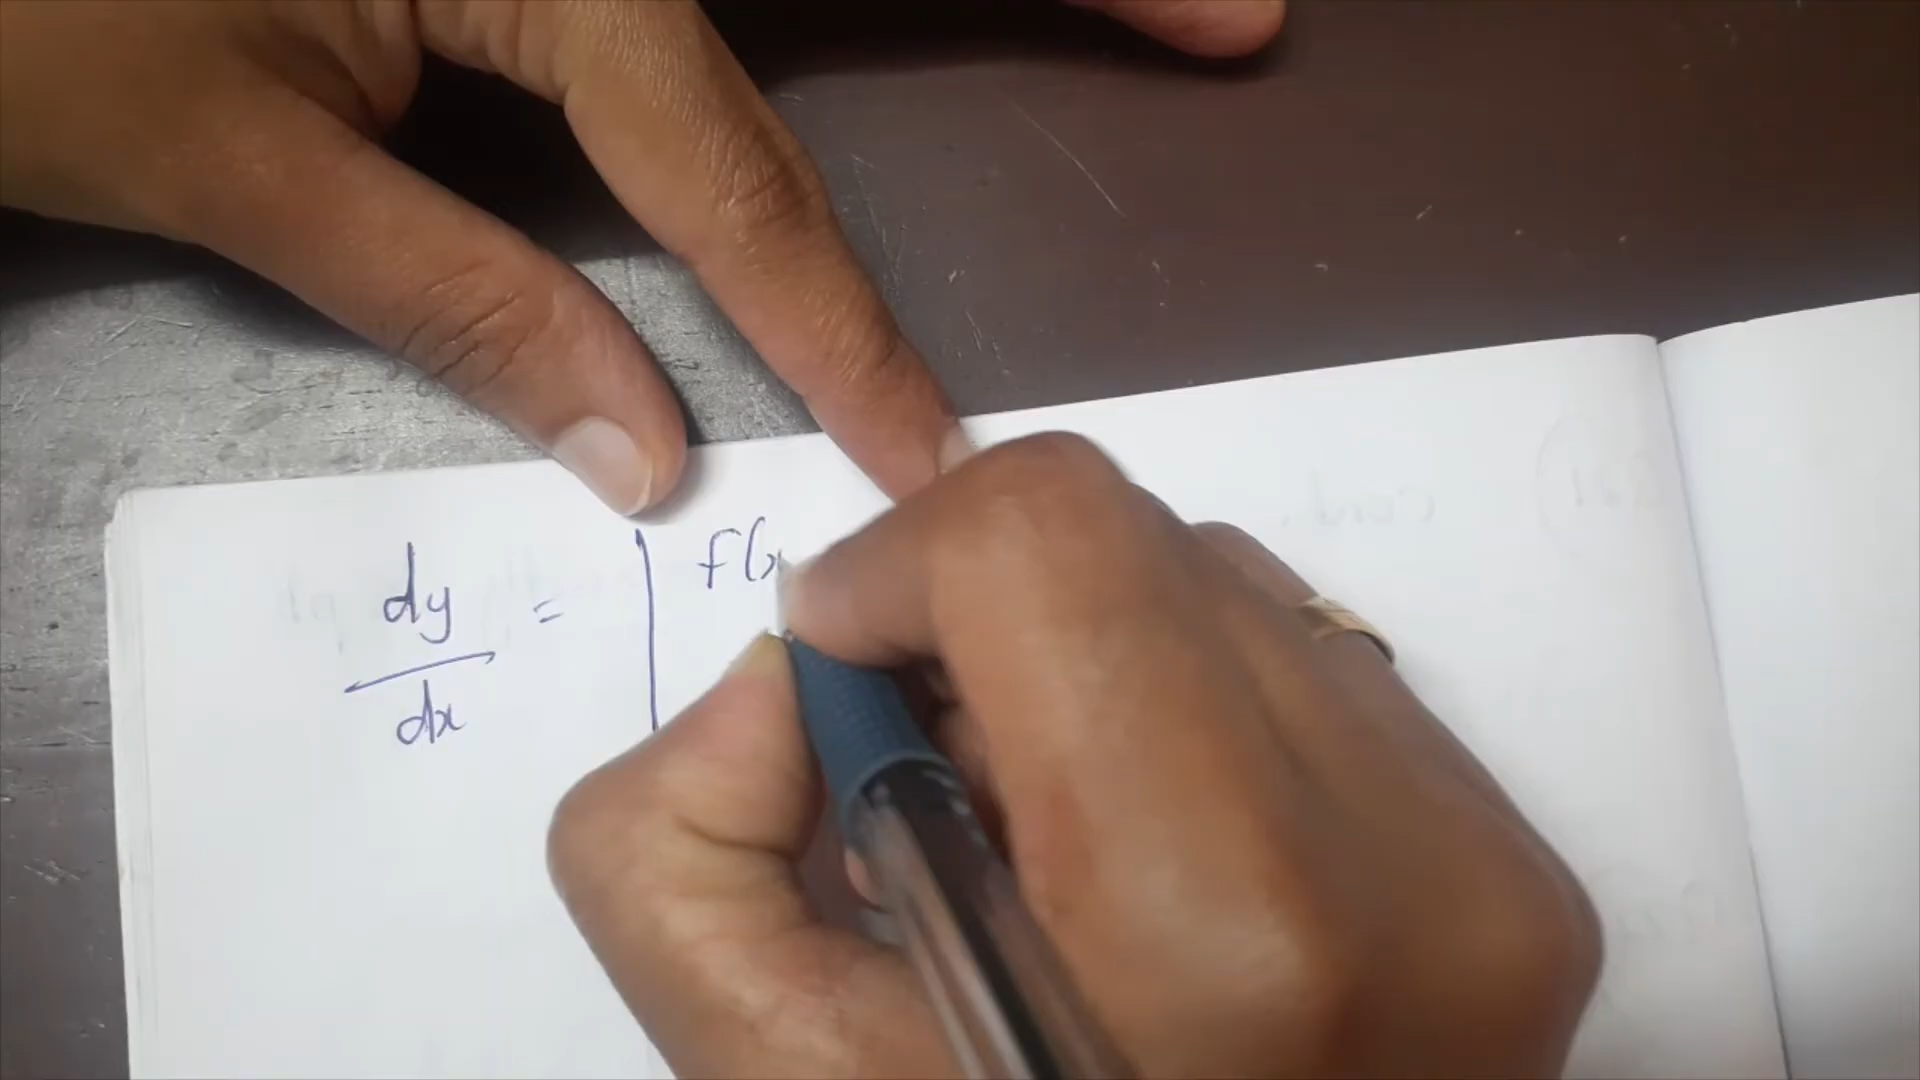 dy
dx = | f(x